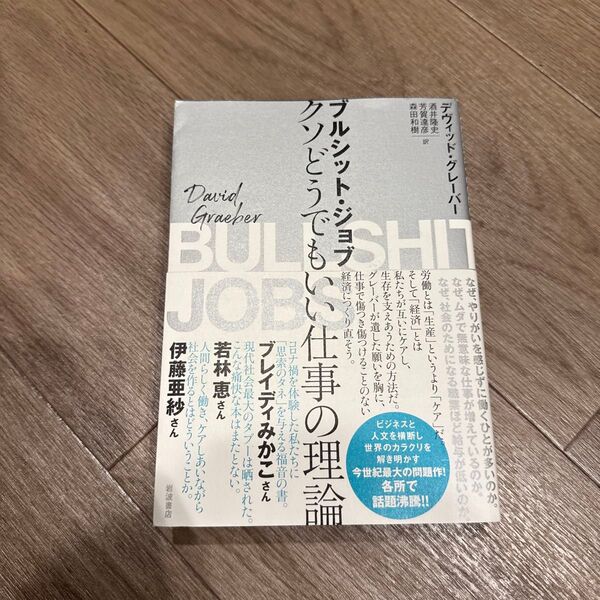 デヴィッド・グレーバー
酒井隆史
芳賀達彦
森田和樹
訳
ブルシット・ジョブ
クソどうでもいい仕事の理論
David
Graeber
BULLSHIT
JOBS
なぜ、やりがいを感じずに働くひとが多いのか。
なぜ、ムダで無意味な仕事が増えているのか。
なぜ、社会のためになる職業ほど給与が低いのか。
労働とは「生産」というより「ケア」だ。
そして「経済」とは
私たちが互いにケアし、
生存を支えあうための方法だ。
グレーバーが遺した願いを胸に、
仕事で傷つき傷つけることのない
経済につくり直そう。
ビジネスと
人文を横断し
世界のカラクリを
解き明かす
今世紀最大の問題作!
各所で
話題沸騰!!
コロナ禍を体験した私たちに
「思索のタネ」を与る福音の書。
ブレイディみかこさん
現代社会最大のタブーは晒された。
こんな痛快な本はまたとない。
若林 恵さん
人間らしく働き、ケアしあいながら
社会を作るとはどういうことか。
伊藤亜紗さん
岩波書店